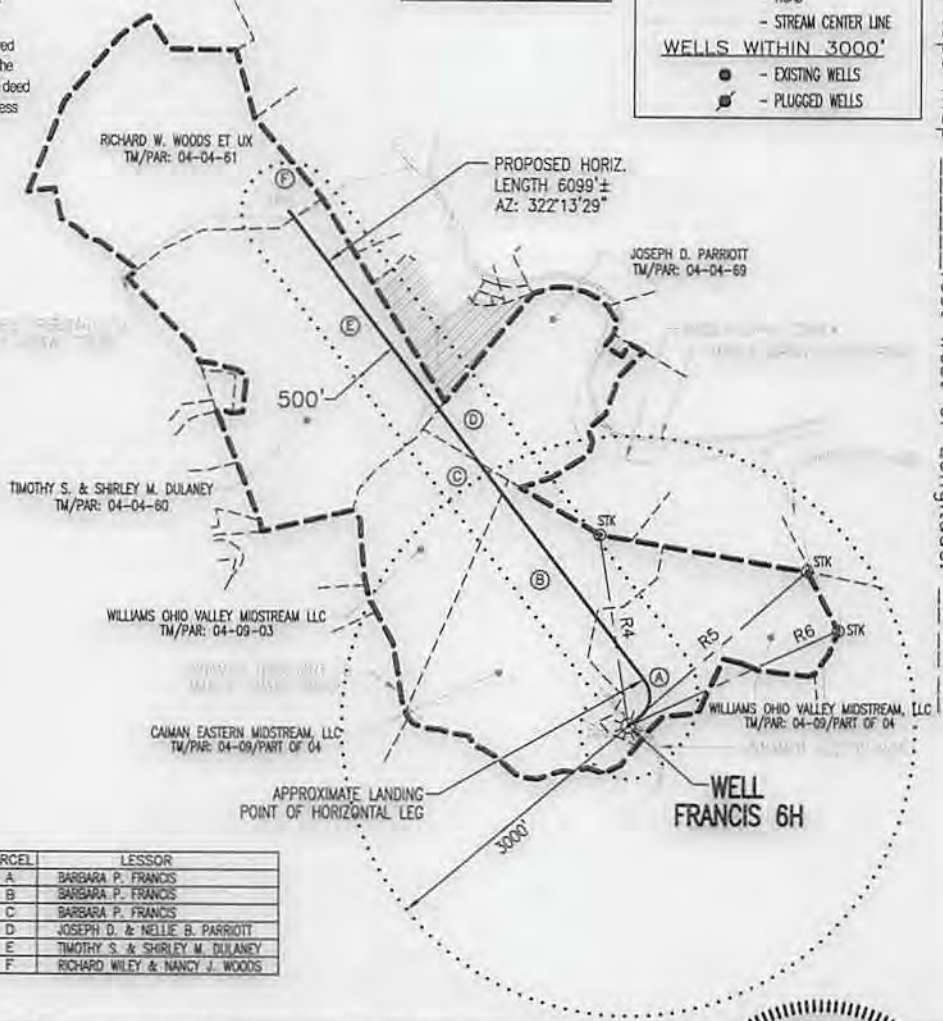 - STREAM CENTER LINE
WELLS WITHIN 3000'
- EXISTING WELLS
- PLUGGED WELLS
the
deed
RICHARD W. WOODS ET UX
TM/PAR: 04-04-61
F
PROPOSED HORIZ.
LENGTH 6099'±
AZ: 322°13'29"
JOSEPH D. PARRIOTT
TM/PAR: 04-04-69
E
500'
D
C
TIMOTHY S. & SHIRLEY M. DULANEY
TM/PAR: 04-04-60
STK
STK
B
WILLIAMS OHIO VALLEY MIDSTREAM LLC
TM/PAR: 04-09-03
R4
R5
R6
STK
A
WILLIAMS OHIO VALLEY MIDSTREAM, LLC
TM/PAR: 04-09/PART OF 04
CAIMAN EASTERN MIDSTREAM, LLC
TM/PAR: 04-09/PART OF 04
APPROXIMATE LANDING
POINT OF HORIZONTAL LEG
WELL
FRANCIS 6H
3000'
LESSOR
A BARBARA P. FRANCIS
B BARBARA P. FRANCIS
C BARBARA P. FRANCIS
D JOSEPH D. & NELLIE B. PARRIOTT
E TIMOTHY S. & SHIRLEY M. DULANEY
F RICHARD WILEY & NANCY J. WOODS